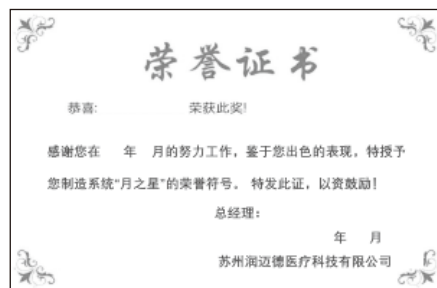 荣誉证书
恭喜: 荣获此奖!
感谢您在 年 月的努力工作，鉴于您出色的表现，特授予
您制造系统“月之星”的荣誉符号。 特发此证，以资鼓励！
总经理：
年 月
苏州润迈德医疗科技有限公司